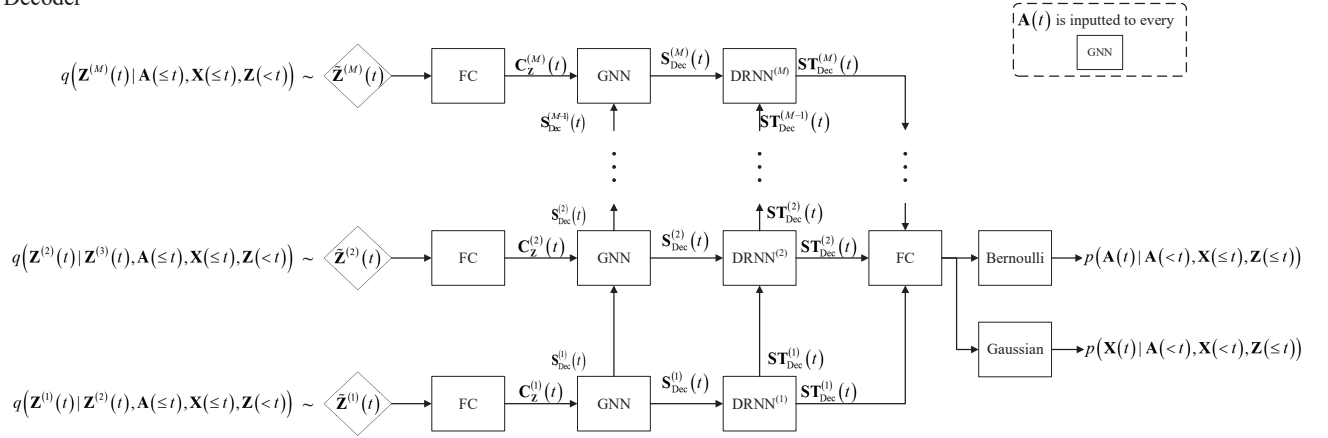 Decoder
A(t) is inputted to every
GNN
q(Z^(M)(t) | A(≤t), X(≤t), Z(<t)) ~ Z̃^(M)(t)
FC
C_Z^(M)(t)
GNN
S_Dec^(M)(t)
DRNN^(M)
ST_Dec^(M)(t)
S_Dec^(M-1)(t)
ST_Dec^(M-1)(t)
S_Dec^(2)(t)
ST_Dec^(2)(t)
q(Z^(2)(t) | Z^(3)(t), A(≤t), X(≤t), Z(<t)) ~ Z̃^(2)(t)
FC
C_Z^(2)(t)
GNN
S_Dec^(2)(t)
DRNN^(2)
ST_Dec^(2)(t)
FC
Bernoulli
p(A(t) | A(<t), X(≤t), Z(≤t))
Gaussian
p(X(t) | A(<t), X(<t), Z(≤t))
S_Dec^(1)(t)
ST_Dec^(1)(t)
q(Z^(1)(t) | Z^(2)(t), A(≤t), X(≤t), Z(<t)) ~ Z̃^(1)(t)
FC
C_Z^(1)(t)
GNN
S_Dec^(1)(t)
DRNN^(1)
ST_Dec^(1)(t)